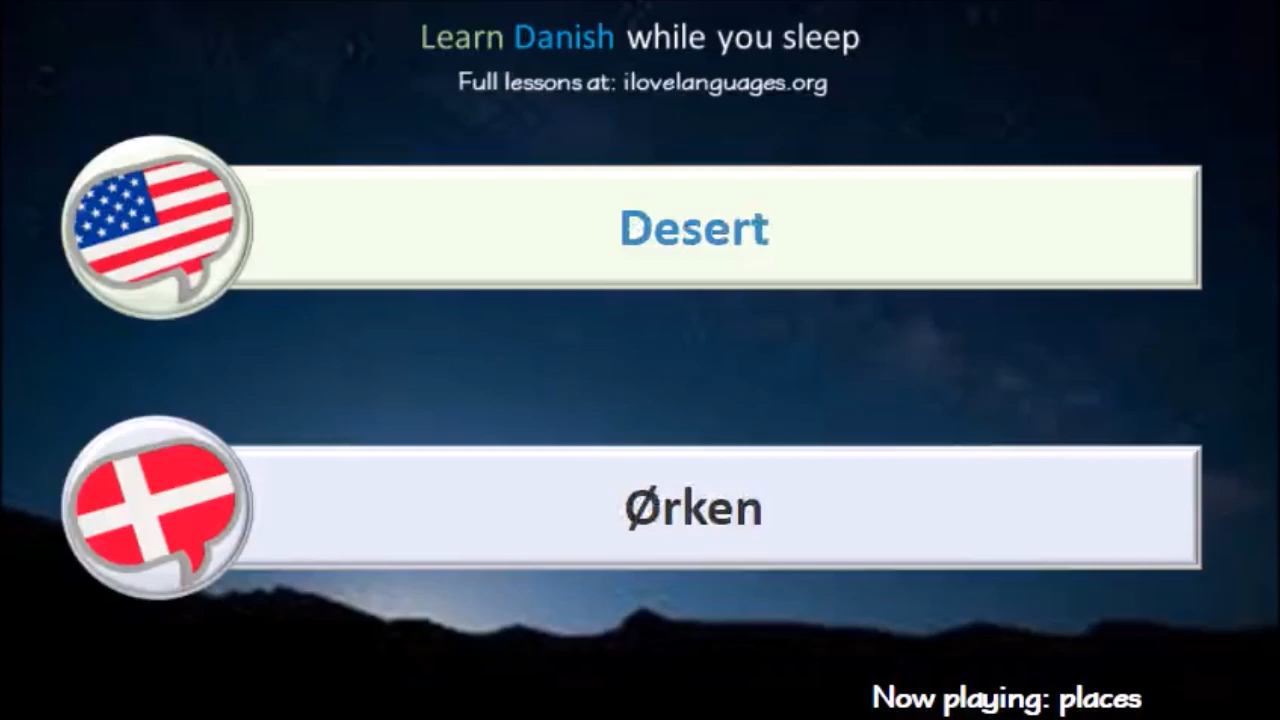 Learn Danish while you sleep
Full lessons at: ilovelanguages.org
Desert
Ørken
Now playing: places